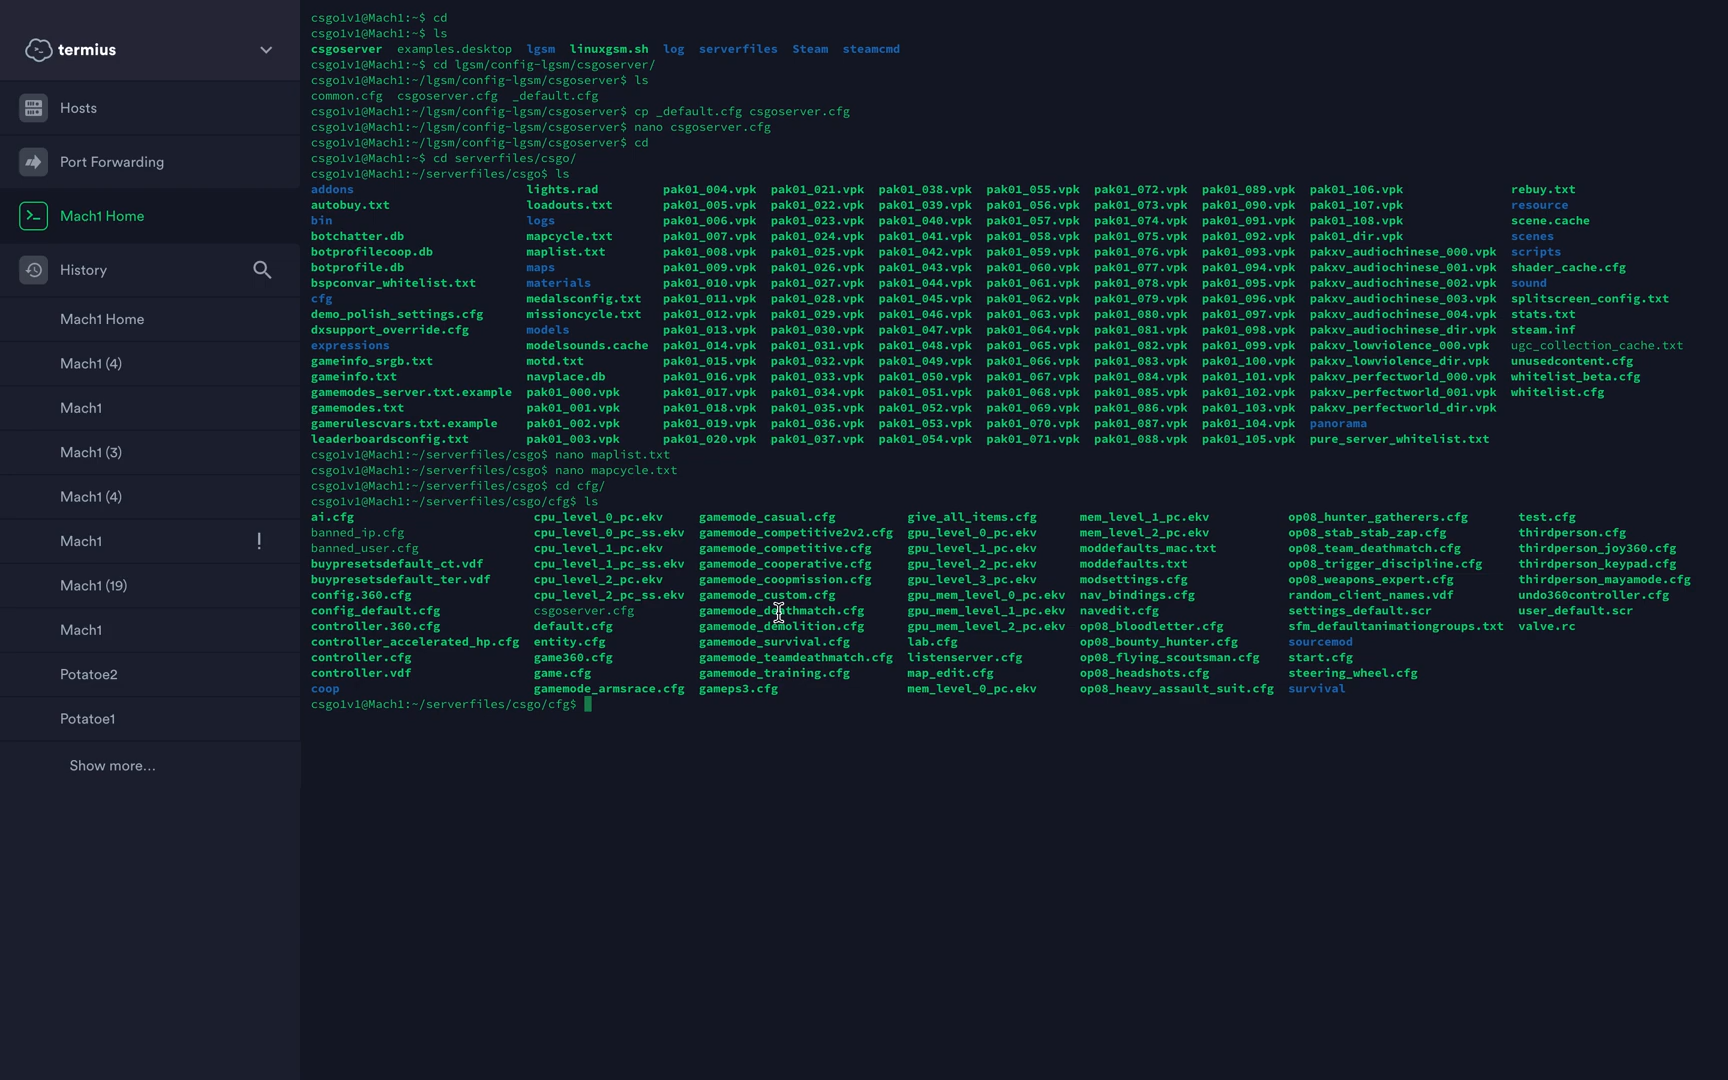 termius
Hosts
Port Forwarding
Mach1 Home
History
Mach1 Home
Mach1 (4)
Mach1
Mach1 (3)
Mach1 (4)
Mach1 !
Mach1 (19)
Mach1
Potatoe2
Potatoe1
Show more...
csgo1v1@Mach1:~$ cd
csgo1v1@Mach1:~$ ls
csgoserver examples.desktop lgsm linuxgsm.sh log serverfiles Steam steamcmd
csgo1v1@Mach1:~$ cd lgsm/config-lgsm/csgoserver/
csgo1v1@Mach1:~/lgsm/config-lgsm/csgoserver$ ls
common.cfg csgoserver.cfg _default.cfg
csgo1v1@Mach1:~/lgsm/config-lgsm/csgoserver$ cp _default.cfg csgoserver.cfg
csgo1v1@Mach1:~/lgsm/config-lgsm/csgoserver$ nano csgoserver.cfg
csgo1v1@Mach1:~/lgsm/config-lgsm/csgoserver$ cd
csgo1v1@Mach1:~$ cd serverfiles/csgo/
csgo1v1@Mach1:~/serverfiles/csgo$ ls
addons lights.rad pak01_004.vpk pak01_021.vpk pak01_038.vpk pak01_055.vpk pak01_072.vpk pak01_089.vpk pak01_106.vpk rebuy.txt
autobuy.txt loadouts.txt pak01_005.vpk pak01_022.vpk pak01_039.vpk pak01_056.vpk pak01_073.vpk pak01_090.vpk pak01_107.vpk resource
bin logs pak01_006.vpk pak01_023.vpk pak01_040.vpk pak01_057.vpk pak01_074.vpk pak01_091.vpk pak01_108.vpk scene.cache
botchatter.db mapcycle.txt pak01_007.vpk pak01_024.vpk pak01_041.vpk pak01_058.vpk pak01_075.vpk pak01_092.vpk pak01_dir.vpk scenes
botprofilecoop.db maplist.txt pak01_008.vpk pak01_025.vpk pak01_042.vpk pak01_059.vpk pak01_076.vpk pak01_093.vpk pakxv_audiochinese_000.vpk scripts
botprofile.db maps pak01_009.vpk pak01_026.vpk pak01_043.vpk pak01_060.vpk pak01_077.vpk pak01_094.vpk pakxv_audiochinese_001.vpk shader_cache.cfg
bspconvar_whitelist.txt materials pak01_010.vpk pak01_027.vpk pak01_044.vpk pak01_061.vpk pak01_078.vpk pak01_095.vpk pakxv_audiochinese_002.vpk sound
cfg medalsconfig.txt pak01_011.vpk pak01_028.vpk pak01_045.vpk pak01_062.vpk pak01_079.vpk pak01_096.vpk pakxv_audiochinese_003.vpk splitscreen_config.txt
demo_polish_settings.cfg missioncycle.txt pak01_012.vpk pak01_029.vpk pak01_046.vpk pak01_063.vpk pak01_080.vpk pak01_097.vpk pakxv_audiochinese_004.vpk stats.txt
dxsupport_override.cfg models pak01_013.vpk pak01_030.vpk pak01_047.vpk pak01_064.vpk pak01_081.vpk pak01_098.vpk pakxv_audiochinese_dir.vpk steam.inf
expressions modelsounds.cache pak01_014.vpk pak01_031.vpk pak01_048.vpk pak01_065.vpk pak01_082.vpk pak01_099.vpk pakxv_lowviolence_000.vpk ugc_collection_cache.txt
gameinfo_srgb.txt motd.txt pak01_015.vpk pak01_032.vpk pak01_049.vpk pak01_066.vpk pak01_083.vpk pak01_100.vpk pakxv_lowviolence_dir.vpk unusedcontent.cfg
gameinfo.txt navplace.db pak01_016.vpk pak01_033.vpk pak01_050.vpk pak01_067.vpk pak01_084.vpk pak01_101.vpk pakxv_perfectworld_000.vpk whitelist_beta.cfg
gamemodes_server.txt.example pak01_000.vpk pak01_017.vpk pak01_034.vpk pak01_051.vpk pak01_068.vpk pak01_085.vpk pak01_102.vpk pakxv_perfectworld_001.vpk whitelist.cfg
gamemodes.txt pak01_001.vpk pak01_018.vpk pak01_035.vpk pak01_052.vpk pak01_069.vpk pak01_086.vpk pak01_103.vpk pakxv_perfectworld_dir.vpk
gamerulescvars.txt.example pak01_002.vpk pak01_019.vpk pak01_036.vpk pak01_053.vpk pak01_070.vpk pak01_087.vpk pak01_104.vpk panorama
leaderboardsconfig.txt pak01_003.vpk pak01_020.vpk pak01_037.vpk pak01_054.vpk pak01_071.vpk pak01_088.vpk pak01_105.vpk pure_server_whitelist.txt
csgo1v1@Mach1:~/serverfiles/csgo$ nano maplist.txt
csgo1v1@Mach1:~/serverfiles/csgo$ nano mapcycle.txt
csgo1v1@Mach1:~/serverfiles/csgo$ cd cfg/
csgo1v1@Mach1:~/serverfiles/csgo/cfg$ ls
ai.cfg cpu_level_0_pc.ekv gamemode_casual.cfg give_all_items.cfg mem_level_1_pc.ekv op08_hunter_gatherers.cfg test.cfg
banned_ip.cfg cpu_level_0_pc_ss.ekv gamemode_competitive2v2.cfg gpu_level_0_pc.ekv mem_level_2_pc.ekv op08_stab_stab_zap.cfg thirdperson.cfg
banned_user.cfg cpu_level_1_pc.ekv gamemode_competitive.cfg gpu_level_1_pc.ekv moddefaults_mac.txt op08_team_deathmatch.cfg thirdperson_joy360.cfg
buypresetsdefault_ct.vdf cpu_level_1_pc_ss.ekv gamemode_cooperative.cfg gpu_level_2_pc.ekv moddefaults.txt op08_trigger_discipline.cfg thirdperson_keypad.cfg
buypresetsdefault_ter.vdf cpu_level_2_pc.ekv gamemode_coopmission.cfg gpu_level_3_pc.ekv modsettings.cfg op08_weapons_expert.cfg thirdperson_mayamode.cfg
config.360.cfg cpu_level_2_pc_ss.ekv gamemode_custom.cfg gpu_mem_level_0_pc.ekv nav_bindings.cfg random_client_names.vdf undo360controller.cfg
config_default.cfg csgoserver.cfg gamemode_deathmatch.cfg gpu_mem_level_1_pc.ekv navedit.cfg settings_default.scr user_default.scr
controller.360.cfg default.cfg gamemode_demolition.cfg gpu_mem_level_2_pc.ekv op08_bloodletter.cfg sfm_defaultanimationgroups.txt valve.rc
controller_accelerated_hp.cfg entity.cfg gamemode_survival.cfg lab.cfg op08_bounty_hunter.cfg sourcemod
controller.cfg game360.cfg gamemode_teamdeathmatch.cfg listenserver.cfg op08_flying_scoutsman.cfg start.cfg
controller.vdf game.cfg gamemode_training.cfg map_edit.cfg op08_headshots.cfg steering_wheel.cfg
coop gamemode_armsrace.cfg gameps3.cfg mem_level_0_pc.ekv op08_heavy_assault_suit.cfg survival
csgo1v1@Mach1:~/serverfiles/csgo/cfg$